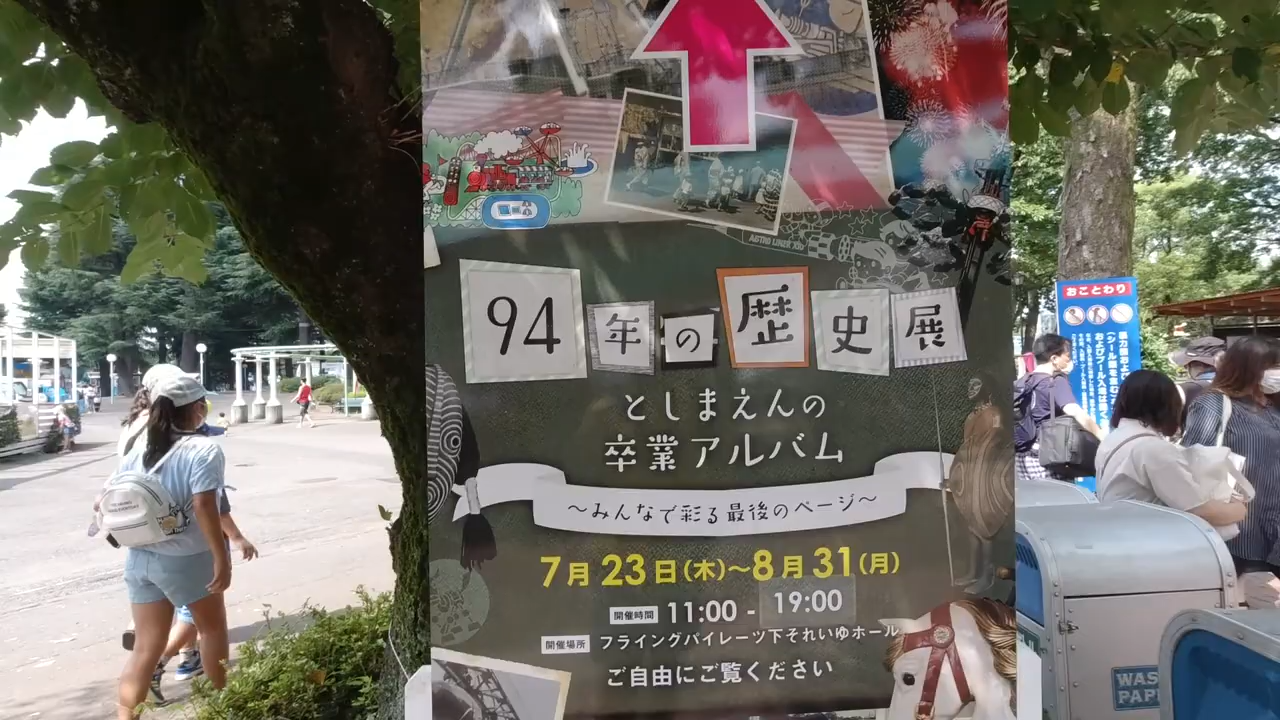 ASTRO LINER
94年の歴史展
としまえんの
卒業アルバム
~みんなで彩る最後のページ~
7月23日(木)~8月31(月)
開催時間 11:00 - 19:00
開催場所 フライングパイレーツ下それいゆホール
ご自由にご覧ください
おことわり